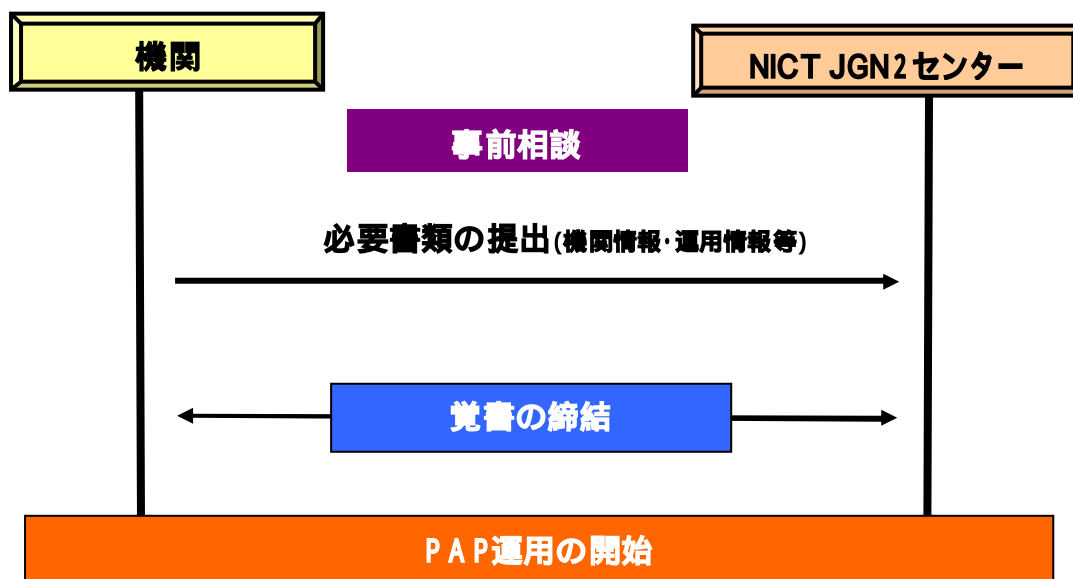 機関
NICT JGN2センター
事前相談
必要書類の提出(機関情報・運用情報等)
覚書の締結
PAP運用の開始